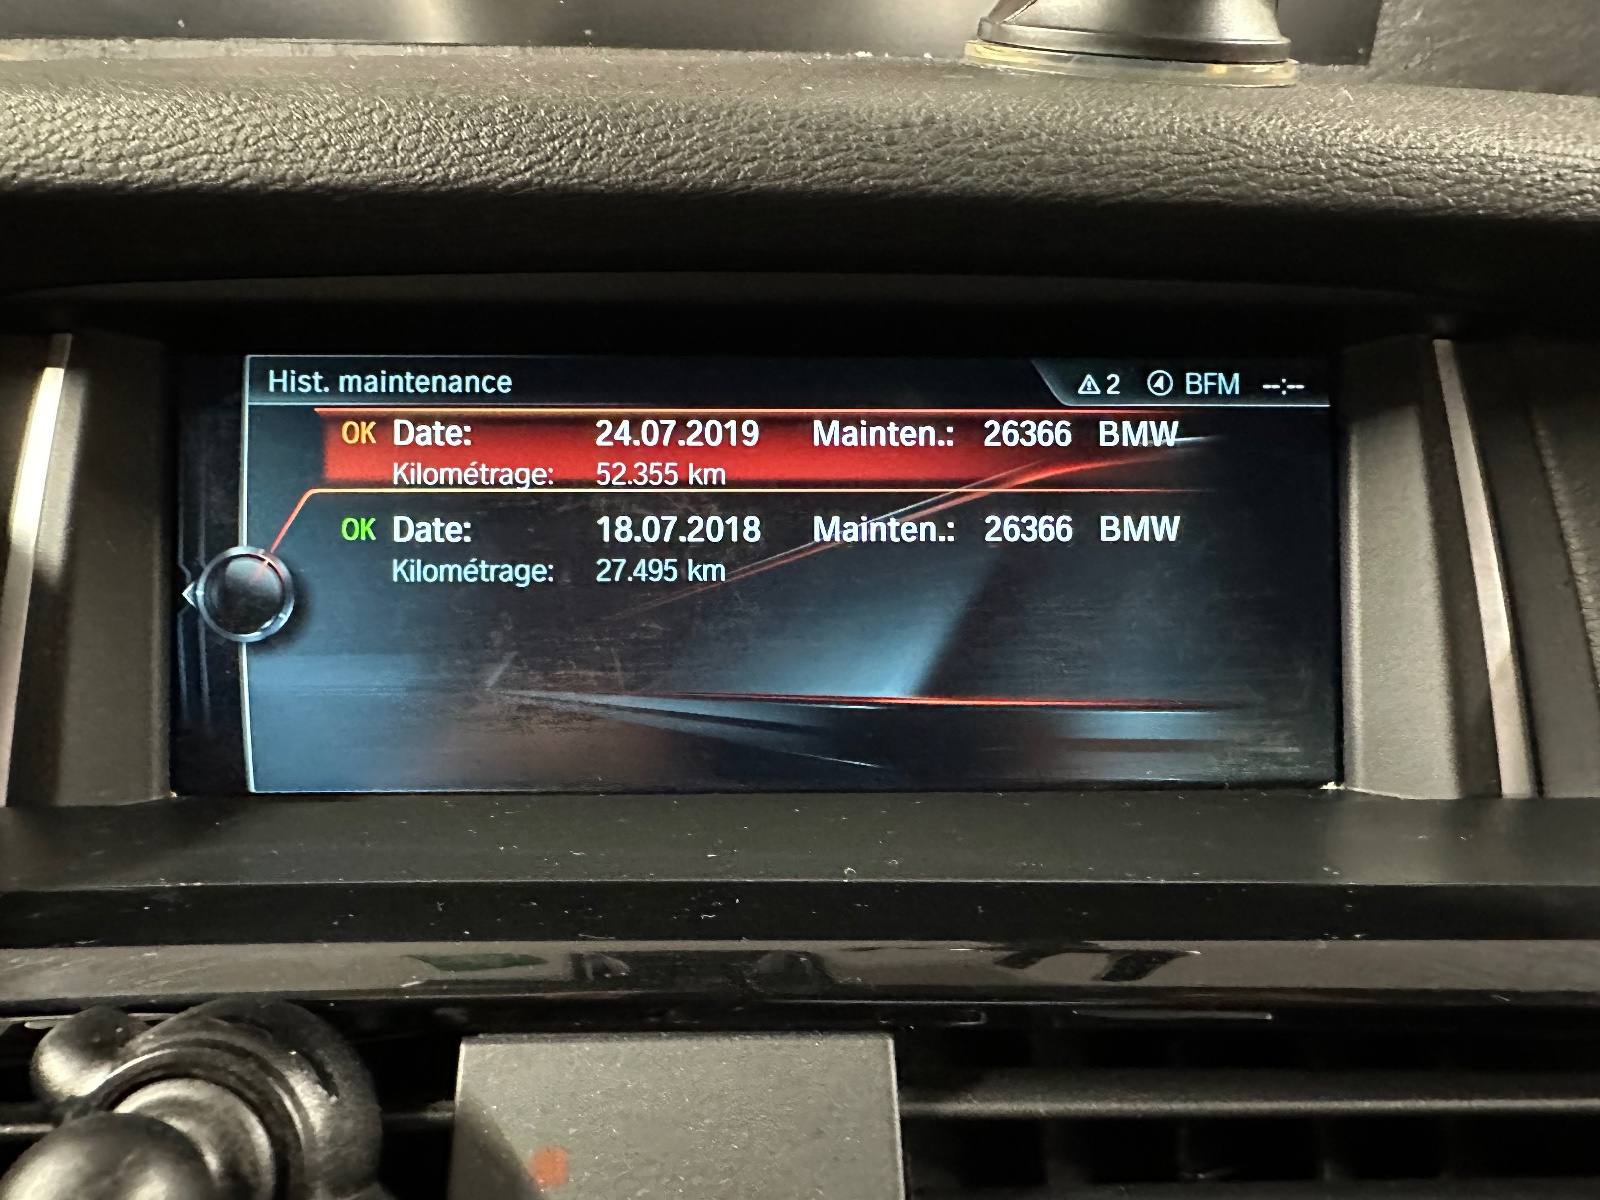 Hist. maintenance 2 BFM --:--
OK Date: 24.07.2019 Mainten.: 26366 BMW
Kilométrage: 52.355 km
OK Date: 18.07.2018 Mainten.: 26366 BMW
Kilométrage: 27.495 km